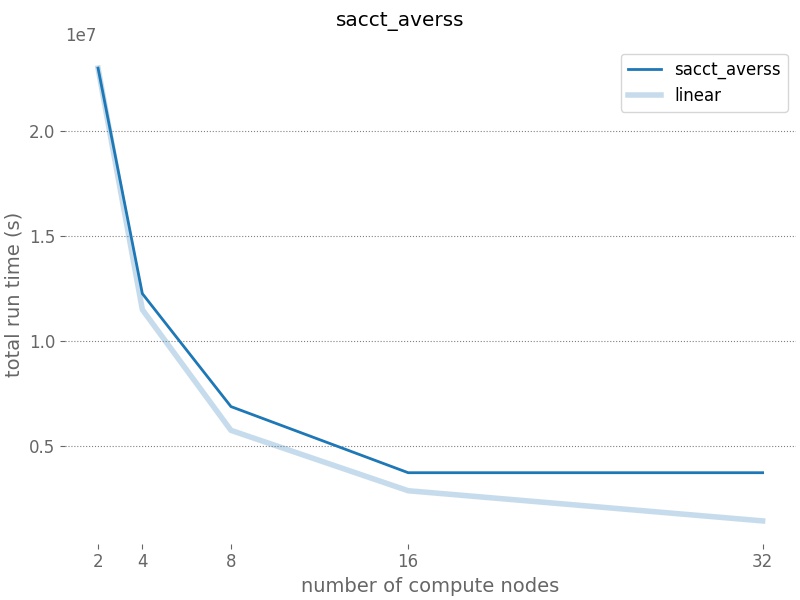 sacct_averss
1e7
sacct_averss
linear
2.0
1.5
1.0
0.5
total run time (s)
2 4 8 16 32
number of compute nodes